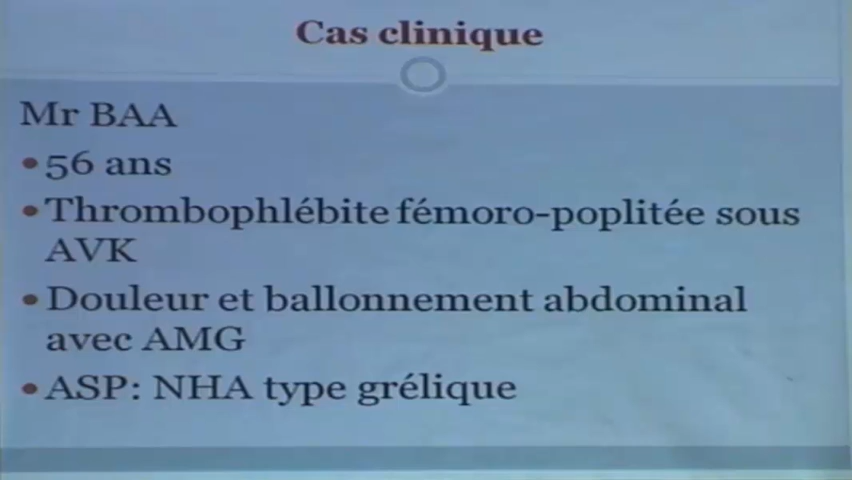 Cas clinique
Mr BAA
•56 ans
•Thrombophlébite fémoro-poplitée sous
AVK
•Douleur et ballonnement abdominal
avec AMG
•ASP: NHA type grélique